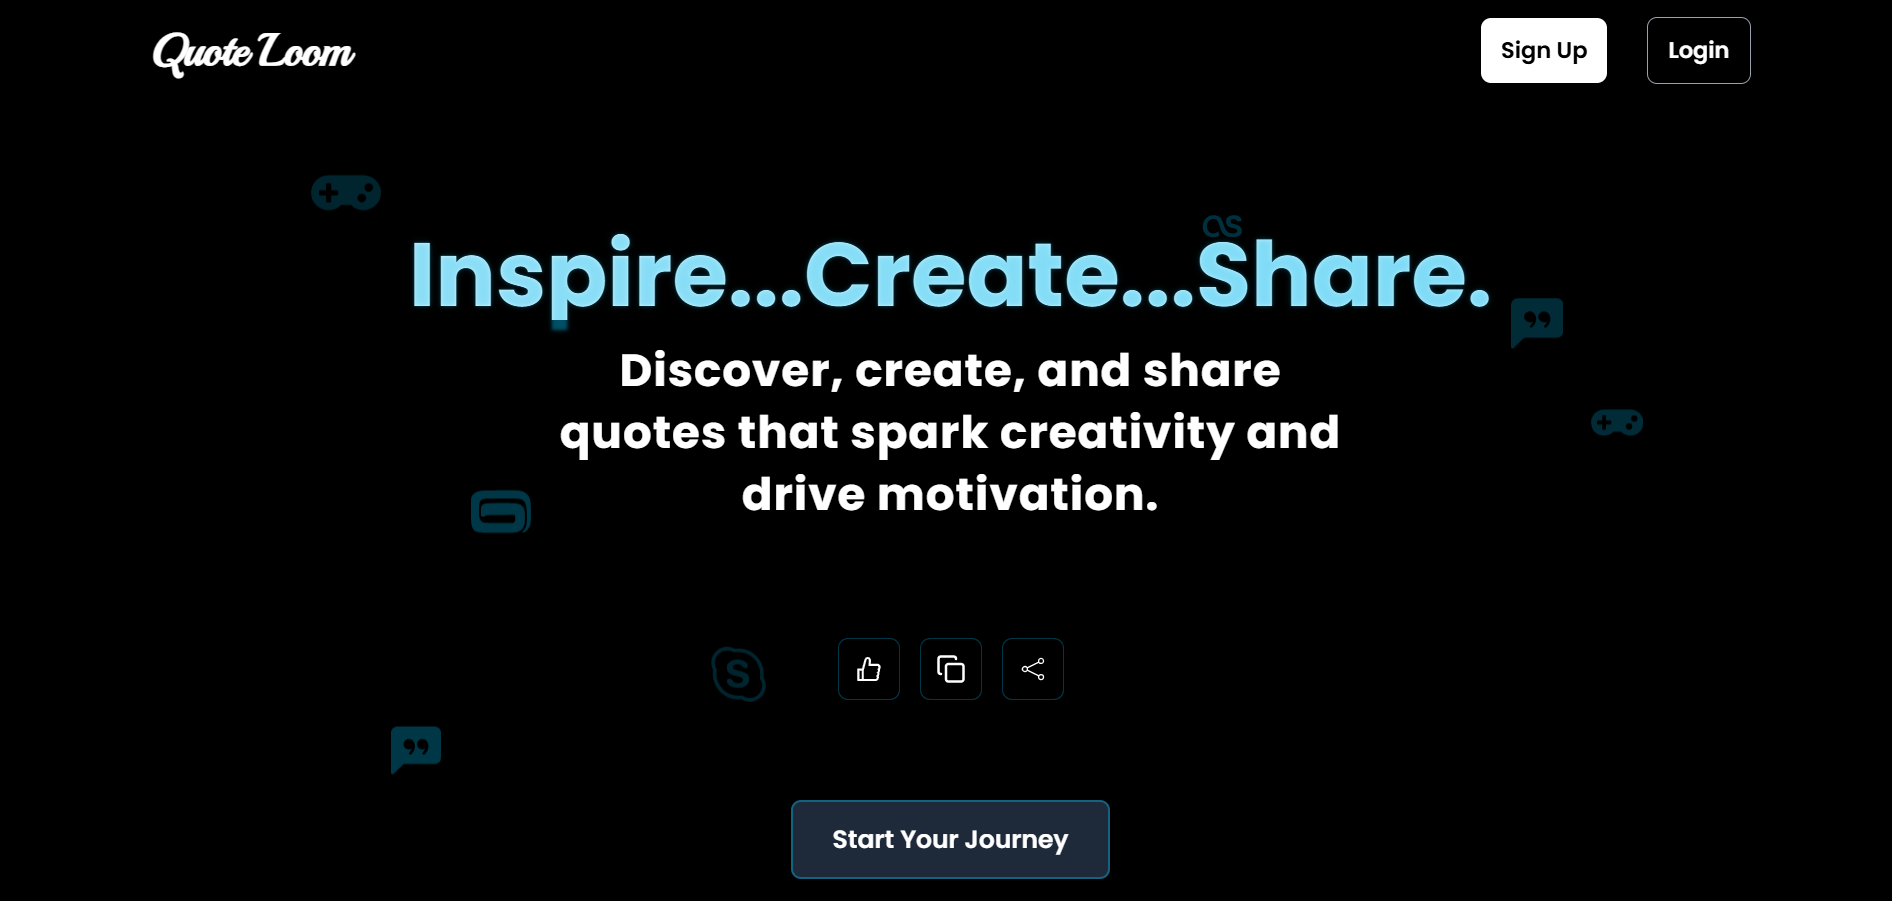 Quote Loom
Sign Up
Login
Inspire...Create...Share.
Discover, create, and share
quotes that spark creativity and
drive motivation.
Start Your Journey